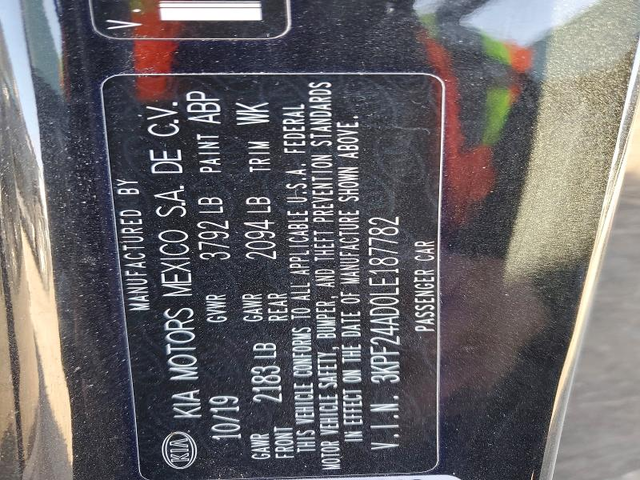 V.
MANUFACTURED BY
KIA KIA MOTORS MEXICO S.A. DE C.V.
10/19 GVWR 3792 LB PAINT ABP
GAWR FRONT 2183 LB GAWR REAR 2094 LB TRIM WK
THIS VEHICLE CONFORMS TO ALL APPLICABLE U.S.A. FEDERAL
MOTOR VEHICLE SAFETY, BUMPER, AND THEFT PREVENTION STANDARDS
IN EFFECT ON THE DATE OF MANUFACTURE SHOWN ABOVE.
V.I.N. 3KPF24AD0LE187782
PASSENGER CAR